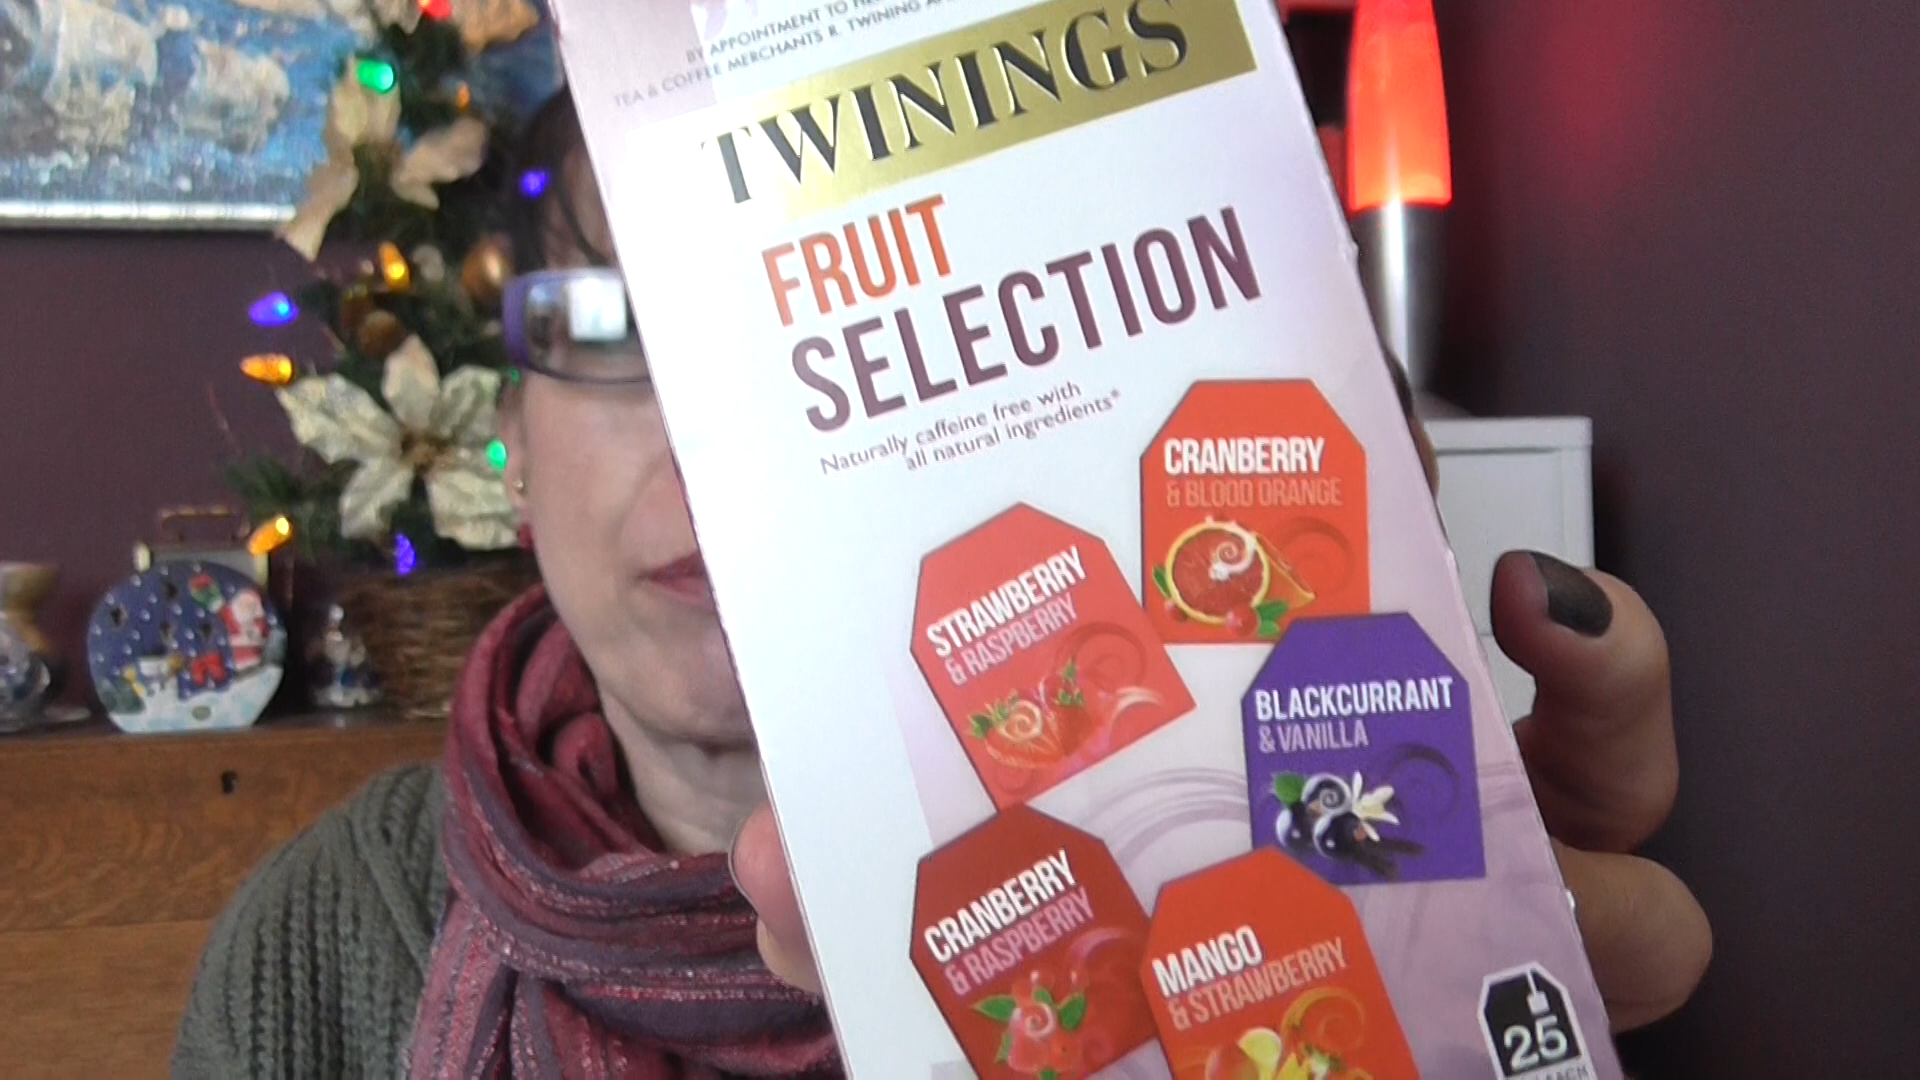 BY APPOINTMENT TO
TEA & COFFEE MERCHANTS R. TWINING
TWININGS
FRUIT
SELECTION
Naturally caffeine free with
all natural ingredients*
CRANBERRY
& BLOOD ORANGE
STRAWBERRY
& RASPBERRY
BLACKCURRANT
& VANILLA
CRANBERRY
& RASPBERRY
MANGO
& STRAWBERRY
25